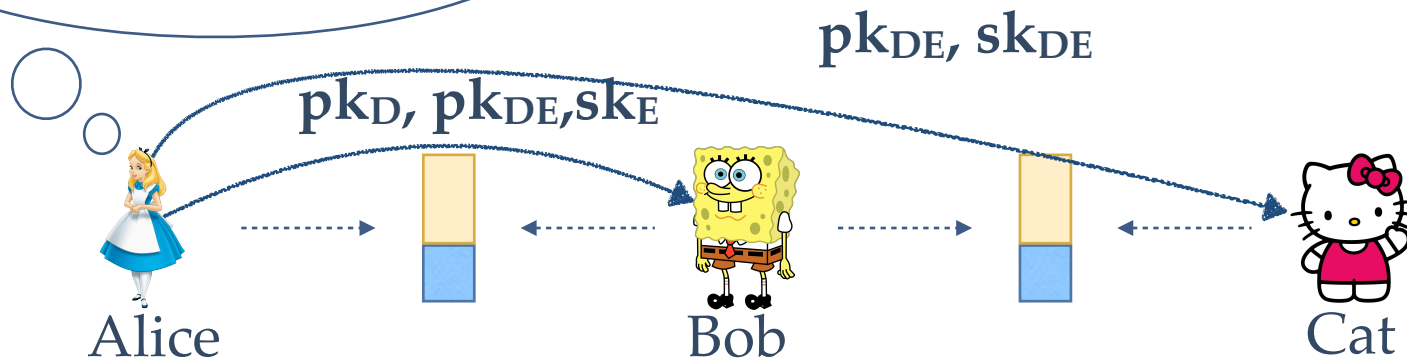 pkDE, skDE
pkD, pkDE,skE
Alice
Bob
Cat